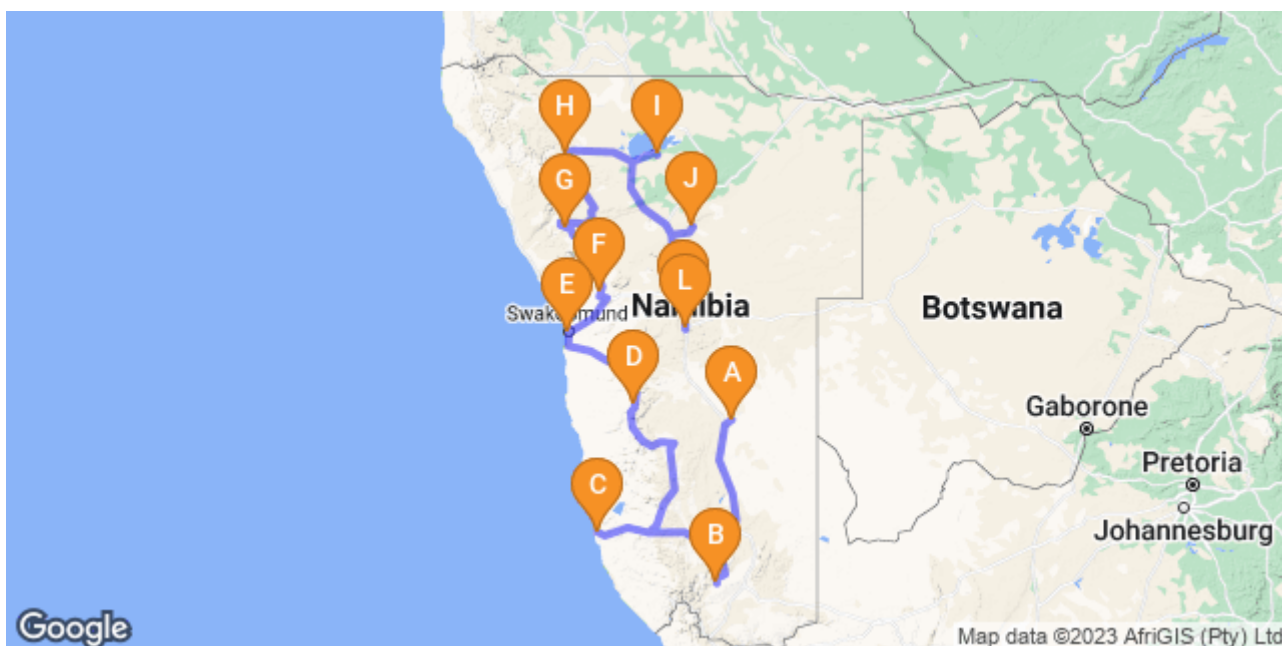 H
I
G
J
F
E
L
Swakopmund
Namibia
Botswana
D
A
Gaborone
Pretoria
C
Johannesburg
B
Google
Map data ©2023 AfriGIS (Pty) Ltd